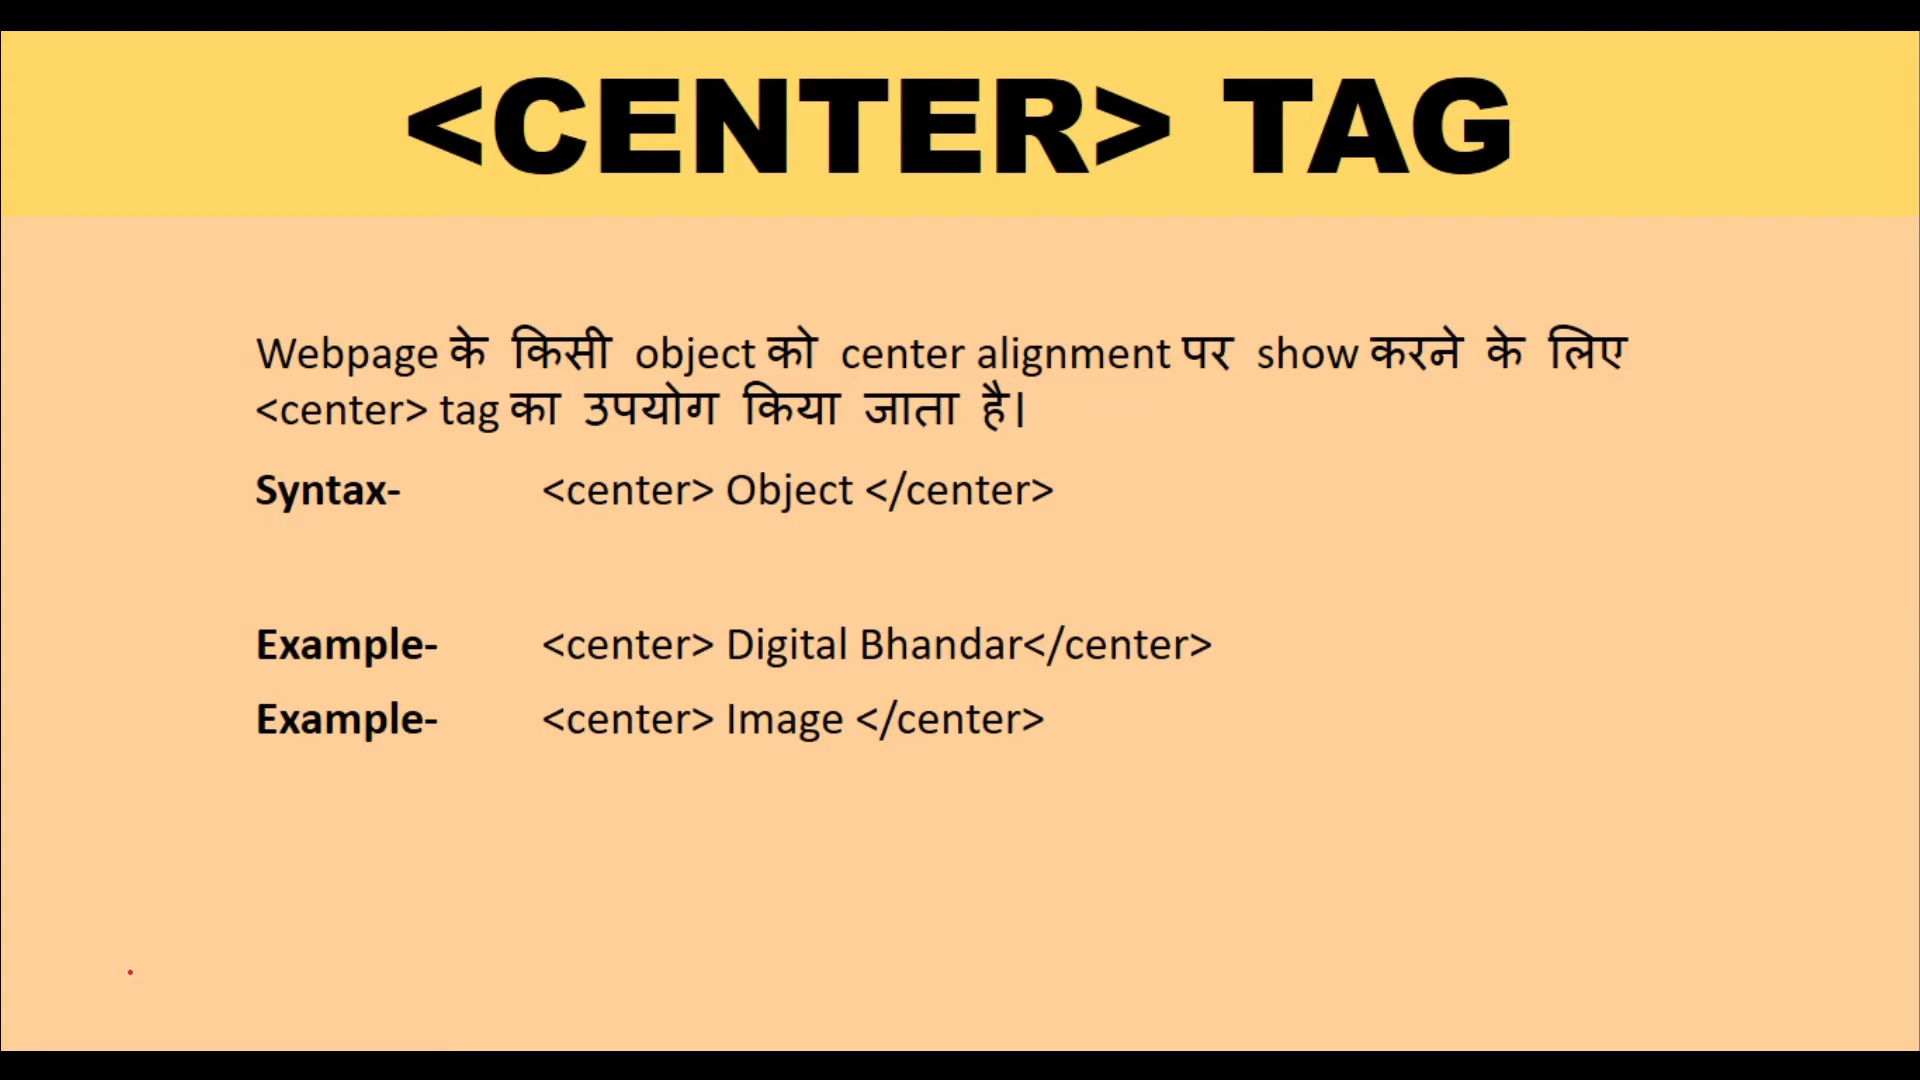 <CENTER> TAG
Webpage के किसी object को center alignment पर show करने के लिए
<center> tag का उपयोग किया जाता है।
Syntax- <center> Object </center>
Example- <center> Digital Bhandar</center>
Example- <center> Image </center>